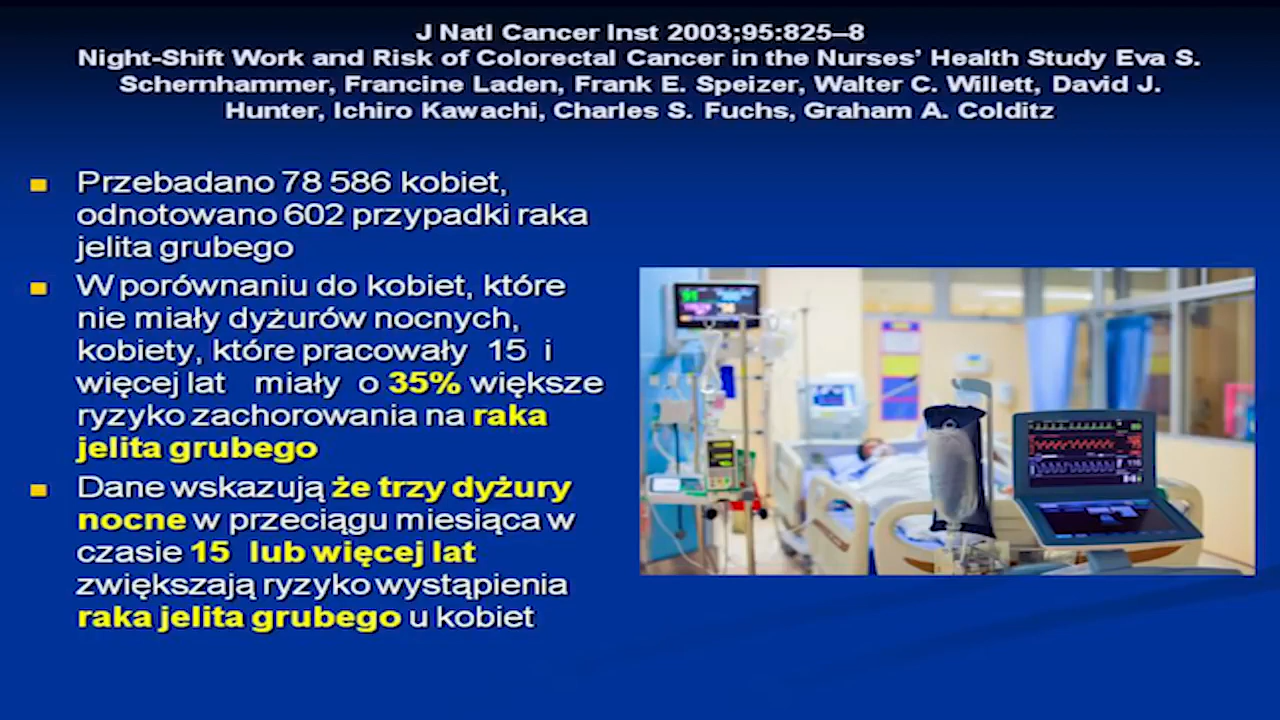 J Natl Cancer Inst 2003;95:825–8
Night-Shift Work and Risk of Colorectal Cancer in the Nurses’ Health Study Eva S.
Schernhammer, Francine Laden, Frank E. Speizer, Walter C. Willett, David J.
Hunter, Ichiro Kawachi, Charles S. Fuchs, Graham A. Colditz
Przebadano 78 586 kobiet,
odnotowano 602 przypadki raka
jelita grubego
W porównaniu do kobiet, które
nie miały dyżurów nocnych,
kobiety, które pracowały 15 i
więcej lat miały o 35% większe
ryzyko zachorowania na raka
jelita grubego
Dane wskazują że trzy dyżury
nocne w przeciągu miesiąca w
czasie 15 lub więcej lat
zwiększają ryzyko wystąpienia
raka jelita grubego u kobiet